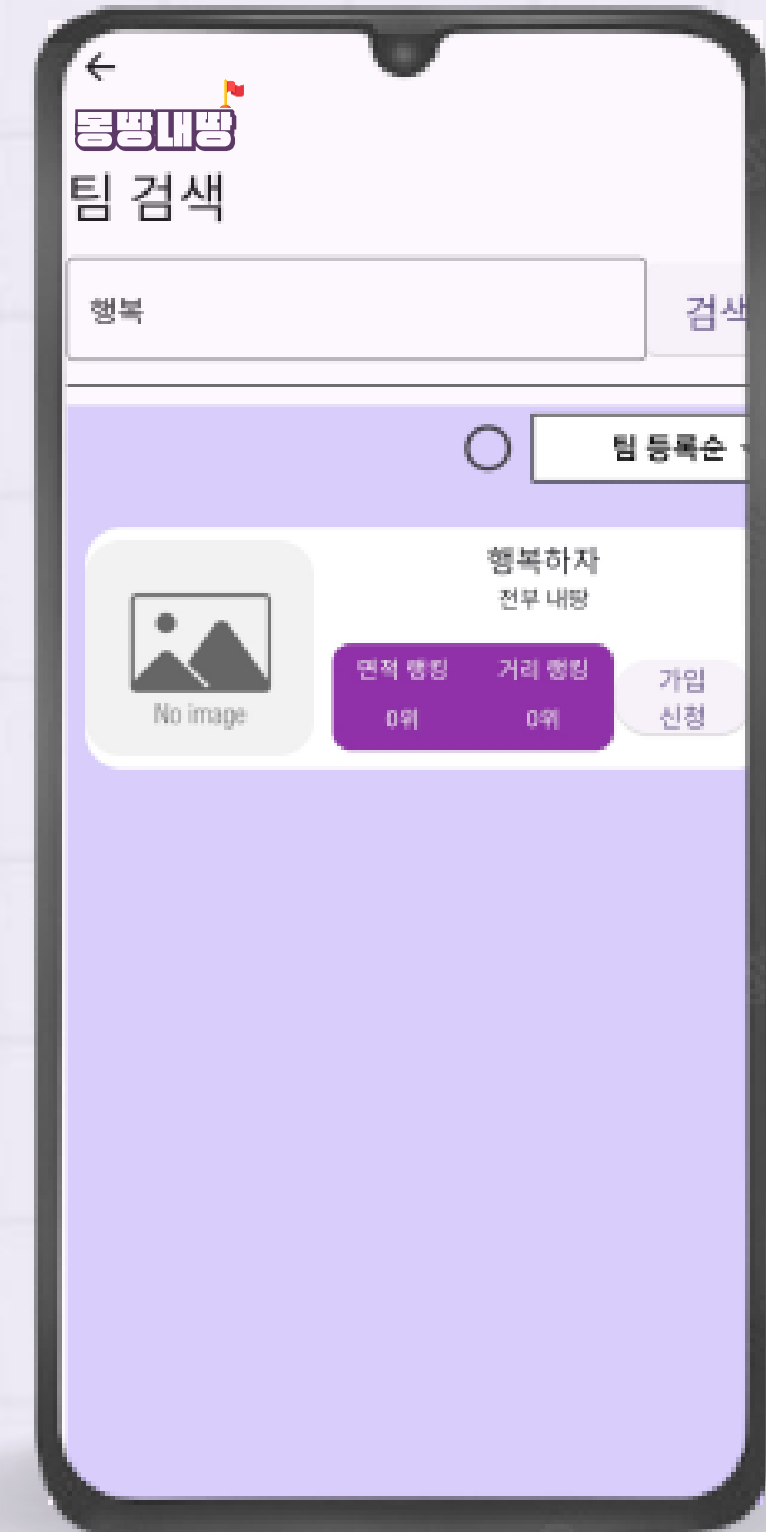 몽땅내땅
팀 검색
행복
검색
팀 등록순
행복하자
전부 내땅
면적 랭킹 거리 랭킹
0위 0위
가입
신청
No image